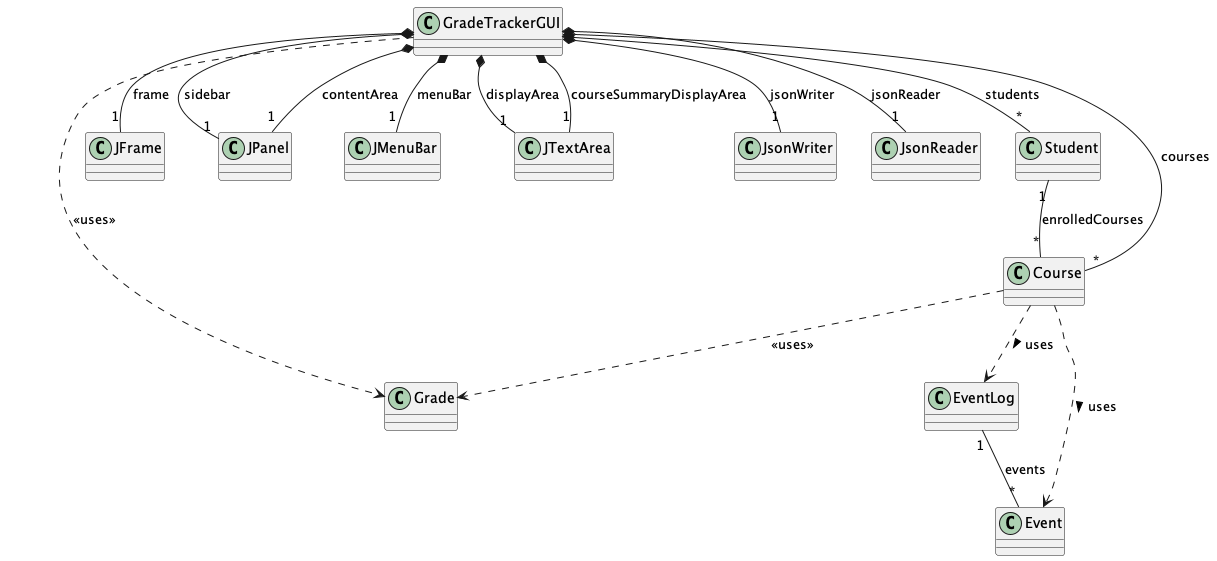 C GradeTrackerGUI
frame
sidebar
contentArea
menuBar
displayArea
courseSummaryDisplayArea
jsonWriter
jsonReader
students
courses
1
1
1
1
1
1
1
1
*
C JFrame
C JPanel
C JMenuBar
C JTextArea
C JsonWriter
C JsonReader
C Student
1
«uses»
enrolledCourses
*
*
C Course
«uses»
uses
uses
C Grade
C EventLog
1
events
*
C Event